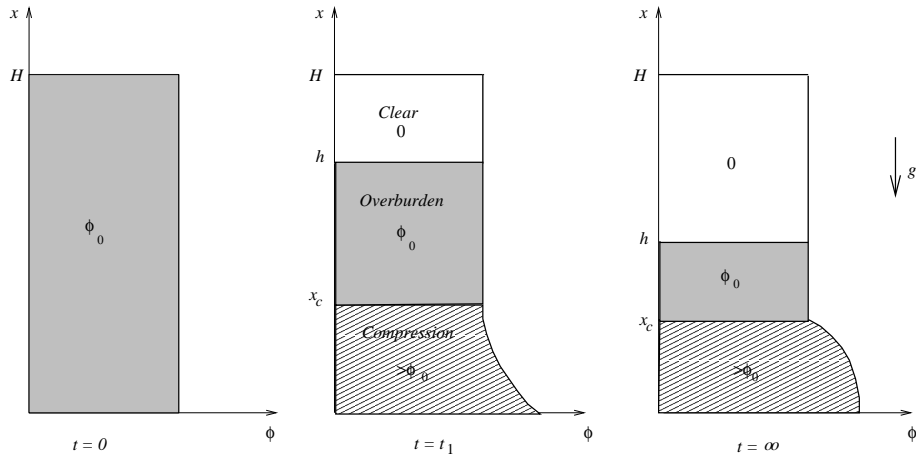 x
H
ϕ 0
ϕ
t = 0
x
H
Clear
0
h
Overburden
ϕ 0
x c
Compression
>ϕ 0
ϕ
t = t 1
x
H
0
g
h
ϕ 0
x c
>ϕ 0
ϕ
t = ∞